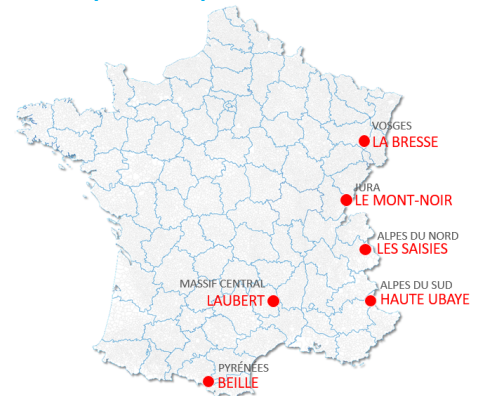 VOSGES
LA BRESSE
JURA
LE MONT-NOIR
ALPES DU NORD
LES SAISIES
MASSIF CENTRAL
LAUBERT
ALPES DU SUD
HAUTE UBAYE
PYRÉNÉES
BEILLE